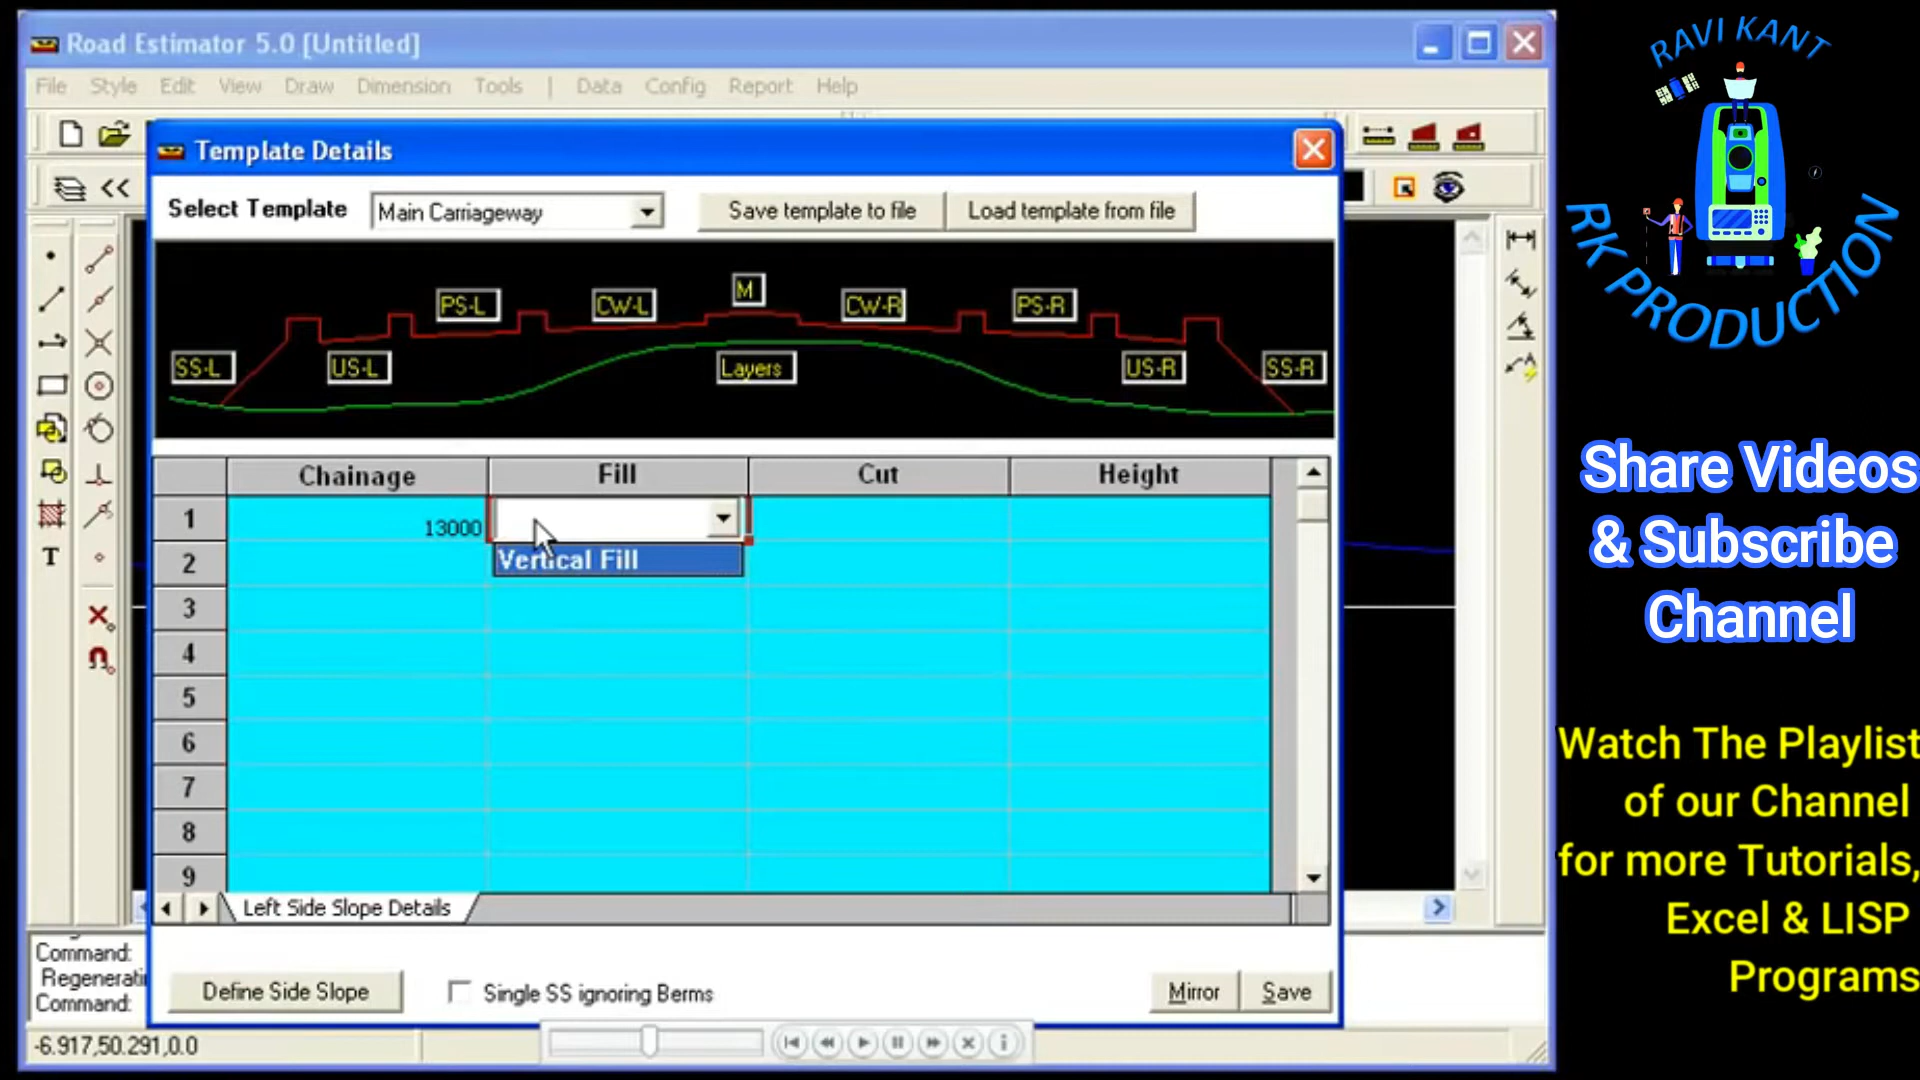 Road Estimator 5.0 [Untitled]
File Style Edit View Draw Dimension Tools | Data Config Report Help
Template Details
Select Template Main Carriageway Save template to file Load template from file
M
PS-L CW-L CW-R PS-R
SS-L US-L Layers US-R SS-R
Chainage Fill Cut Height
1 13000
2 Vertical Fill
3
4
5
6
7
8
9
Left Side Slope Details
Command:
Regenerati
Command:
Define Side Slope Single SS ignoring Berms Mirror Save
-6.917,50.291,0.0
T
RAVI KANT
RK PRODUCTION
Share Videos
& Subscribe
Channel
Watch The Playlist
of our Channel
for more Tutorials,
Excel & LISP
Programs